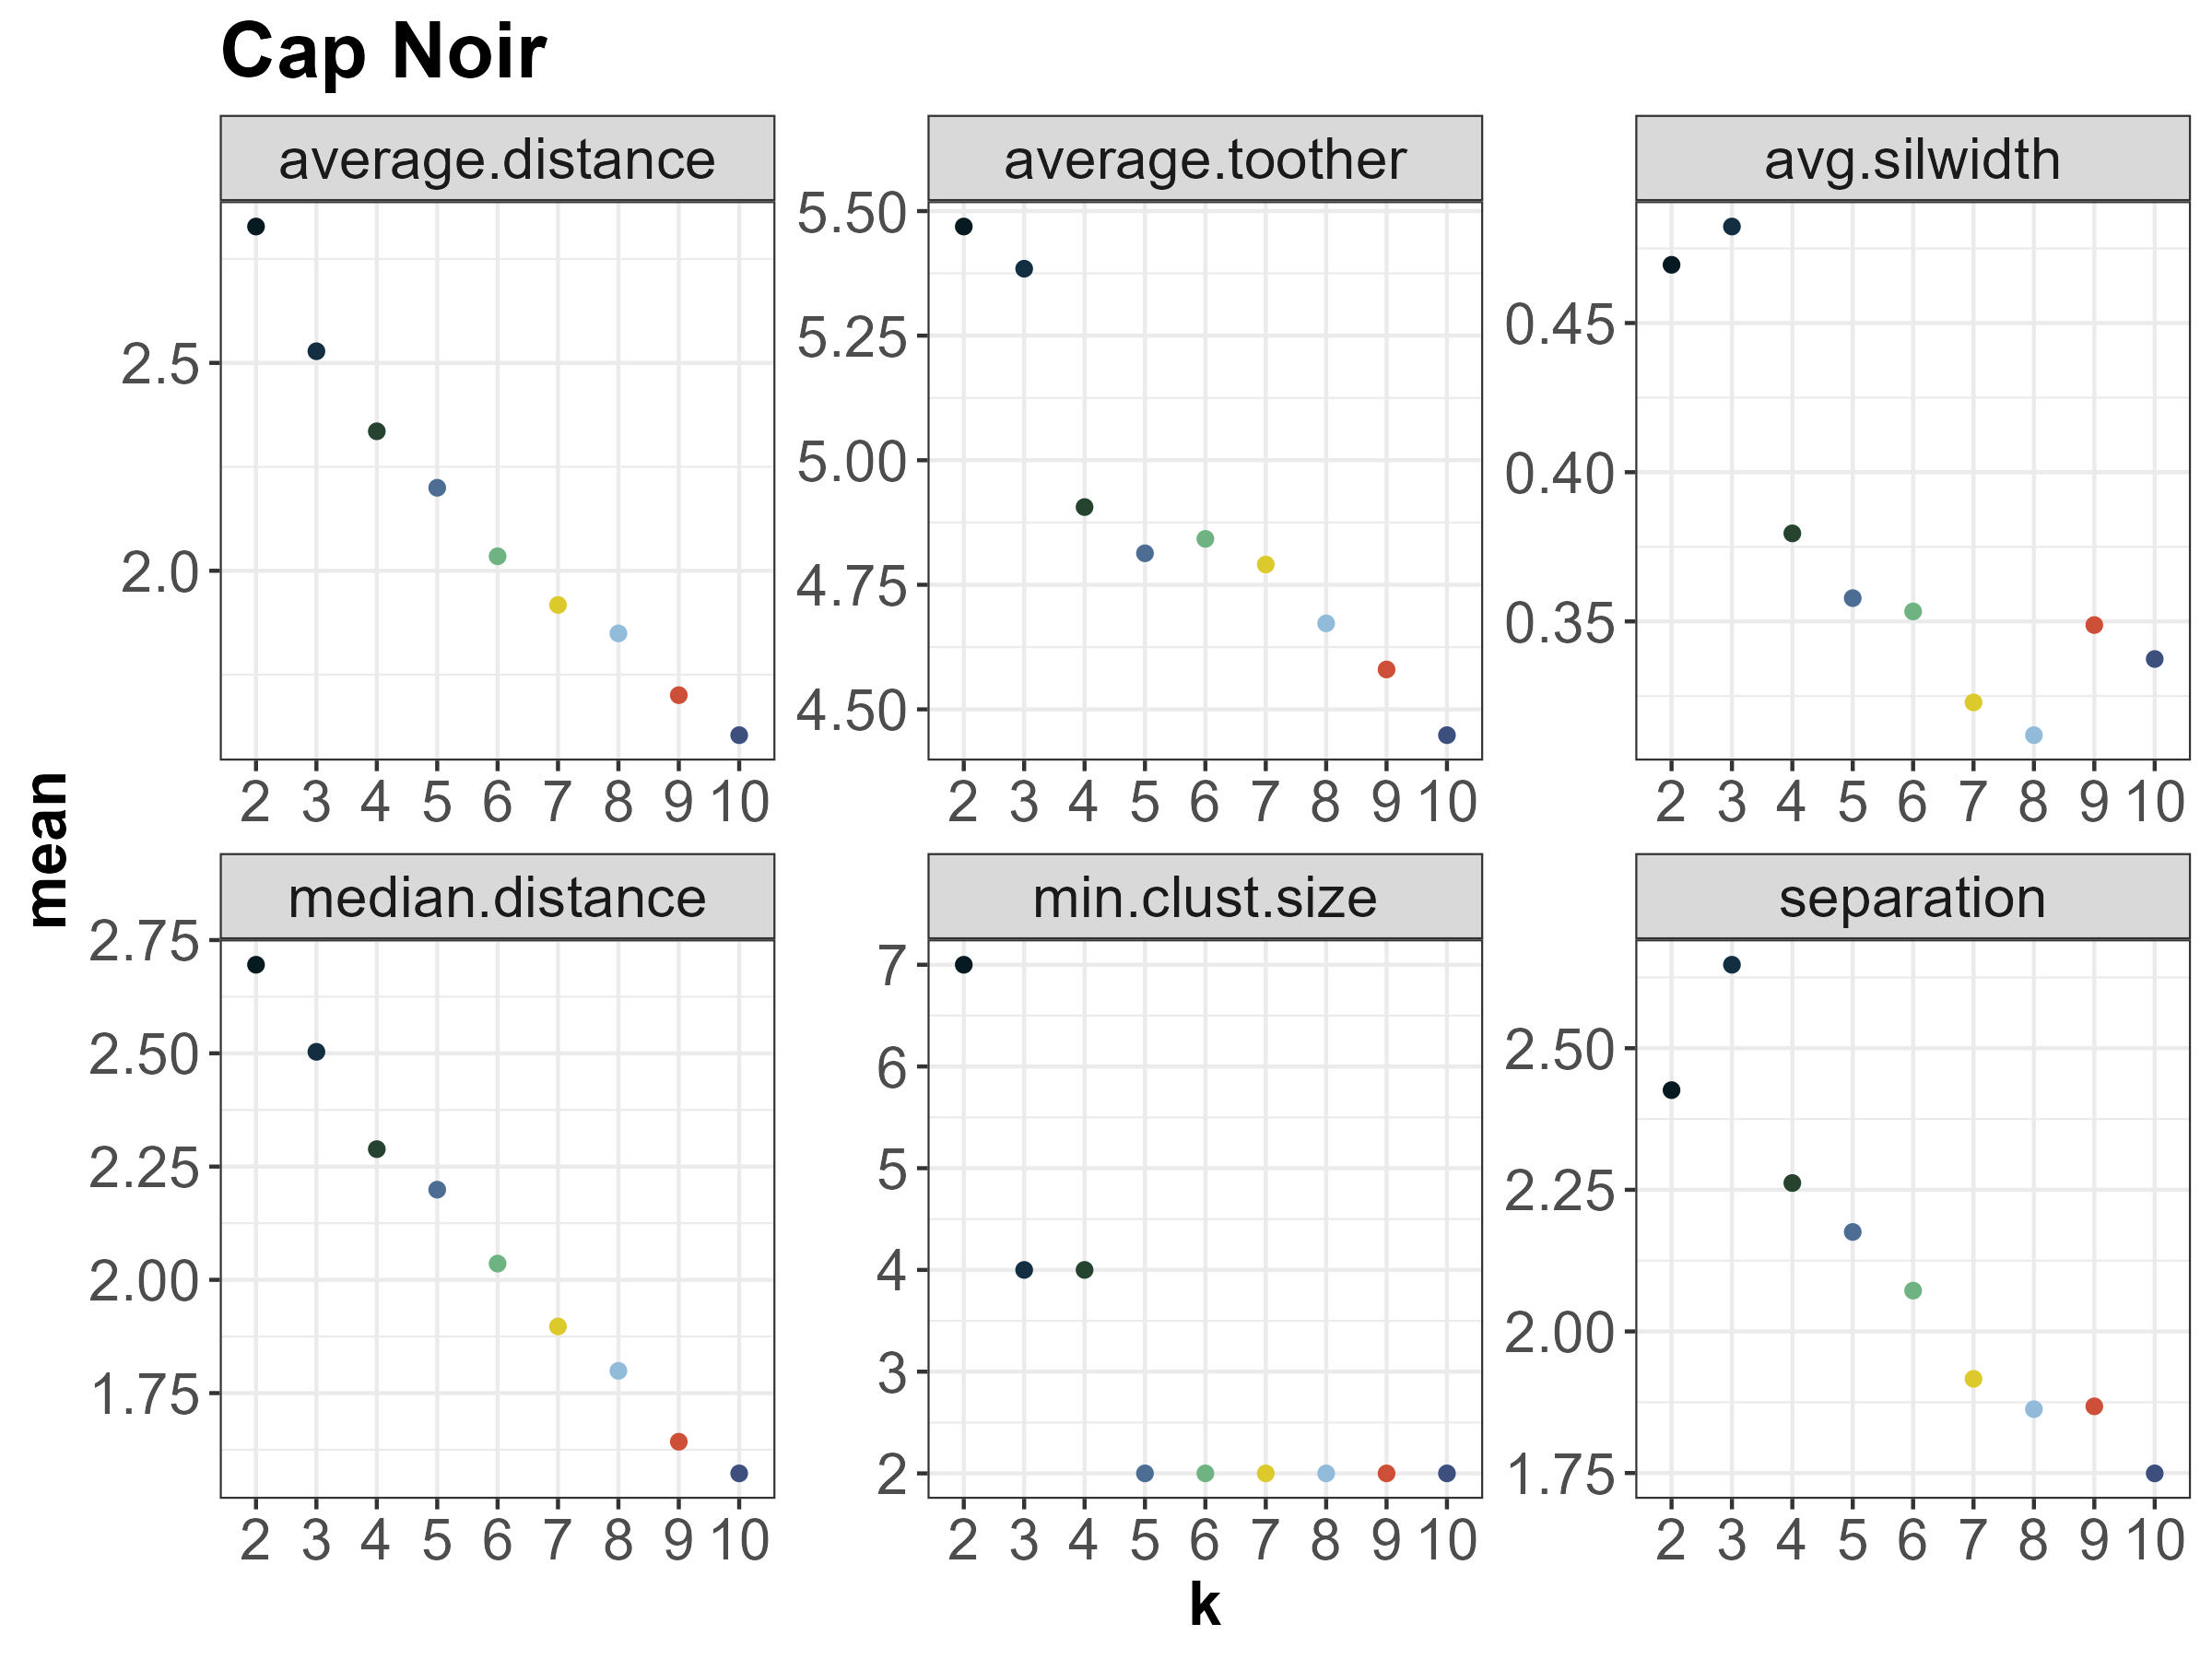 Cap Noir
average.distance
average.toother
avg.silwidth
2.5
2.0
5.50
5.25
5.00
4.75
4.50
0.45
0.40
0.35
2 3 4 5 6 7 8 9 10
2 3 4 5 6 7 8 9 10
2 3 4 5 6 7 8 9 10
mean
median.distance
min.clust.size
separation
2.75
2.50
2.25
2.00
1.75
7
6
5
4
3
2
2.50
2.25
2.00
1.75
2 3 4 5 6 7 8 9 10
2 3 4 5 6 7 8 9 10
2 3 4 5 6 7 8 9 10
k